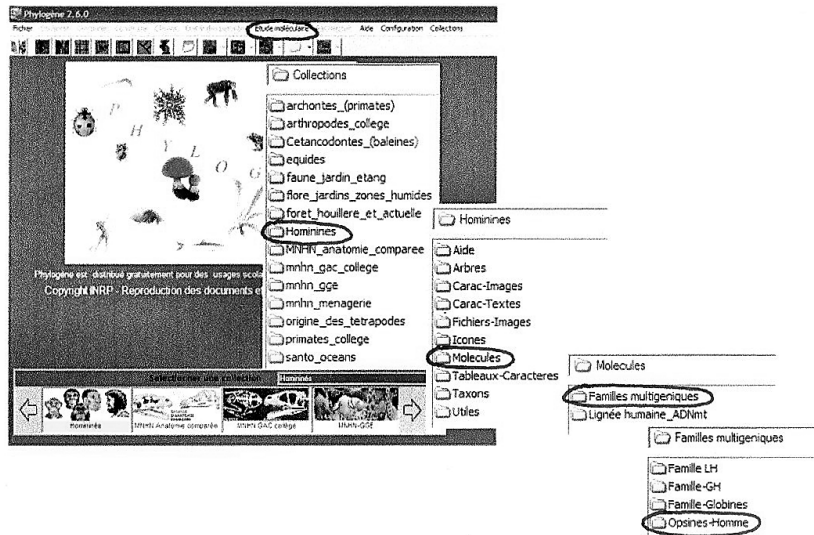 Phylogène 2.6.0
Fichier
Etude moléculaire
Aide Configuration Collections
P
H
Y
L
O
G
Phylogène est distribué gratuitement pour des usages scola
Copyright INRP - Reproduction des documents et
Collections
archontes_(primates)
arthropodes_college
Cetancodontes_(baleines)
equides
faune_jardin_etang
flore_jardins_zones_humides
foret_houillere_et_actuelle
Hominines
MNHN_anatomie_comparee
mnhn_gac_college
mnhn_gge
mnhn_menagerie
origine_des_tetrapodes
primates_college
santo_oceans
Sélectionner une collection
Hominnés
Hominnés
MNHN Anatomie comparée
MNHN GAC collège
MNHN-GGE
Hominines
Aide
Arbres
Carac-Images
Carac-Textes
Fichiers-Images
Icones
Molecules
Tableaux-Caracteres
Taxons
Utiles
Molecules
Familles multigeniques
Lignée humaine_ADNmt
Familles multigeniques
Famille LH
Famille-GH
Famille-Globines
Opsines-Homme